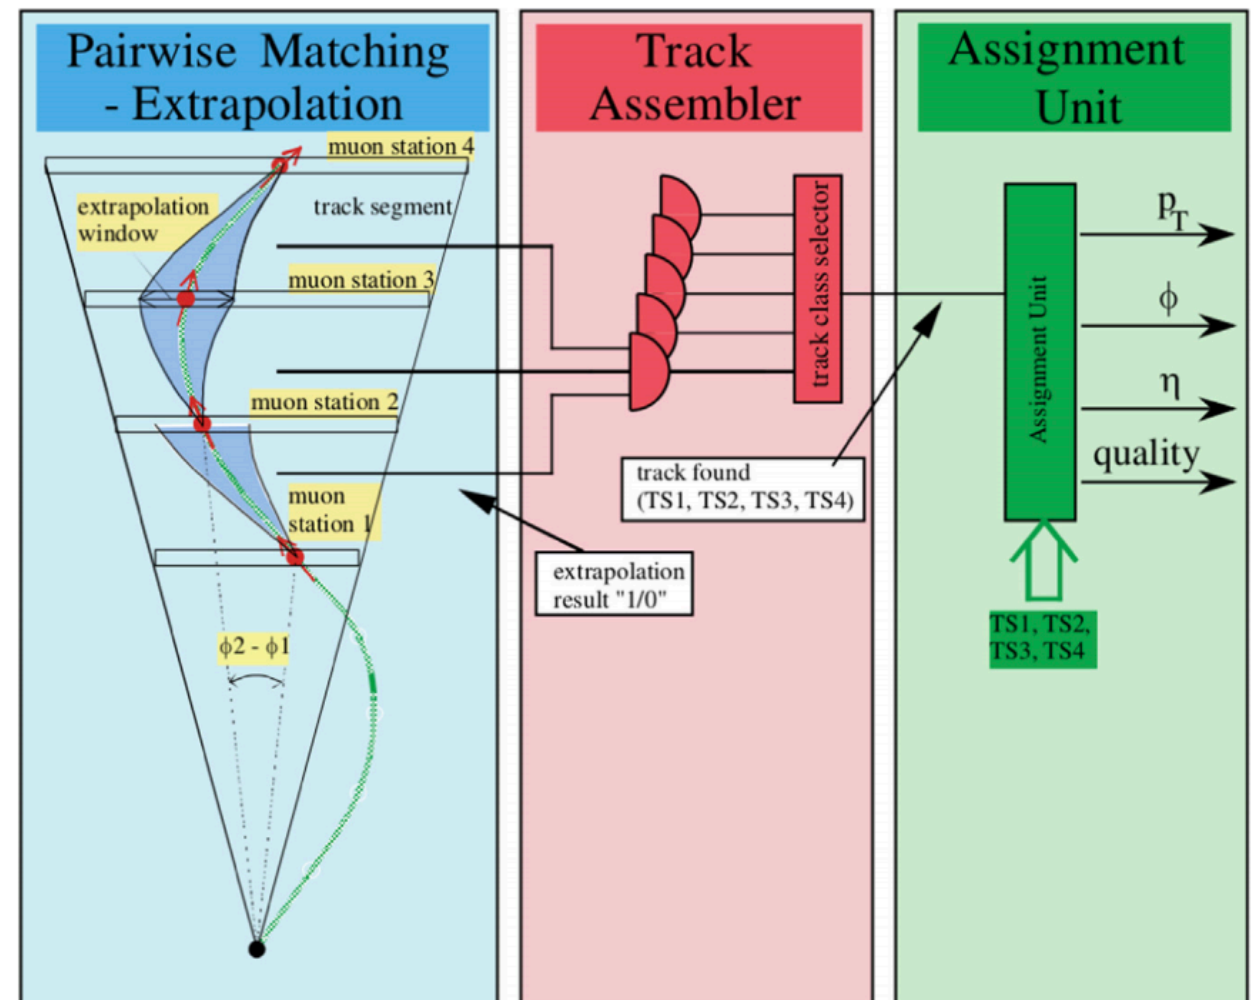 Pairwise Matching
- Extrapolation
muon station 4
extrapolation
window
track segment
muon station 3
muon station 2
muon
station 1
ϕ2 - ϕ1
Track
Assembler
track class selector
track found
(TS1, TS2, TS3, TS4)
extrapolation
result "1/0"
Assignment
Unit
Assignment Unit
pT
ϕ
η
quality
TS1, TS2,
TS3, TS4